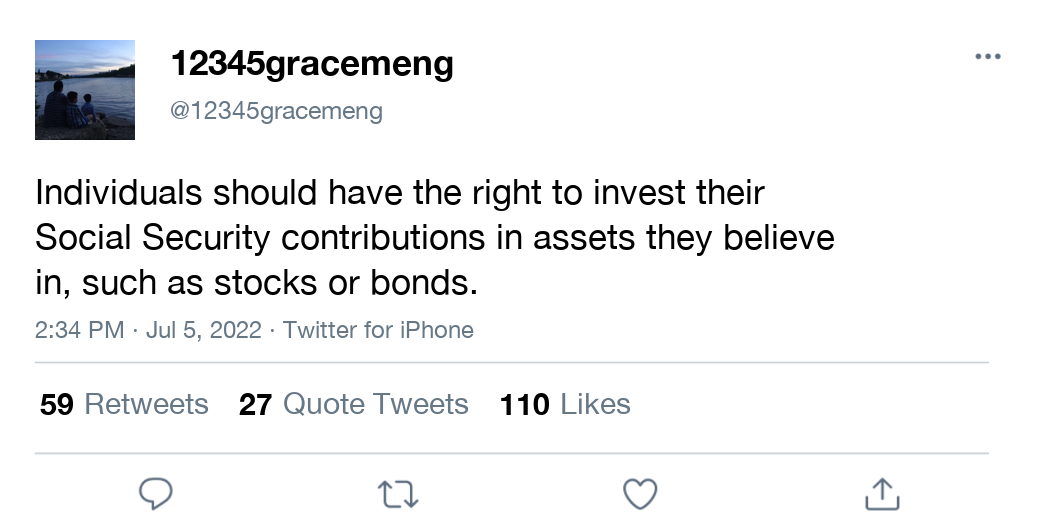 12345gracemeng
@12345gracemeng
Individuals should have the right to invest their
Social Security contributions in assets they believe
in, such as stocks or bonds.
2:34 PM · Jul 5, 2022 · Twitter for iPhone
59 Retweets 27 Quote Tweets 110 Likes